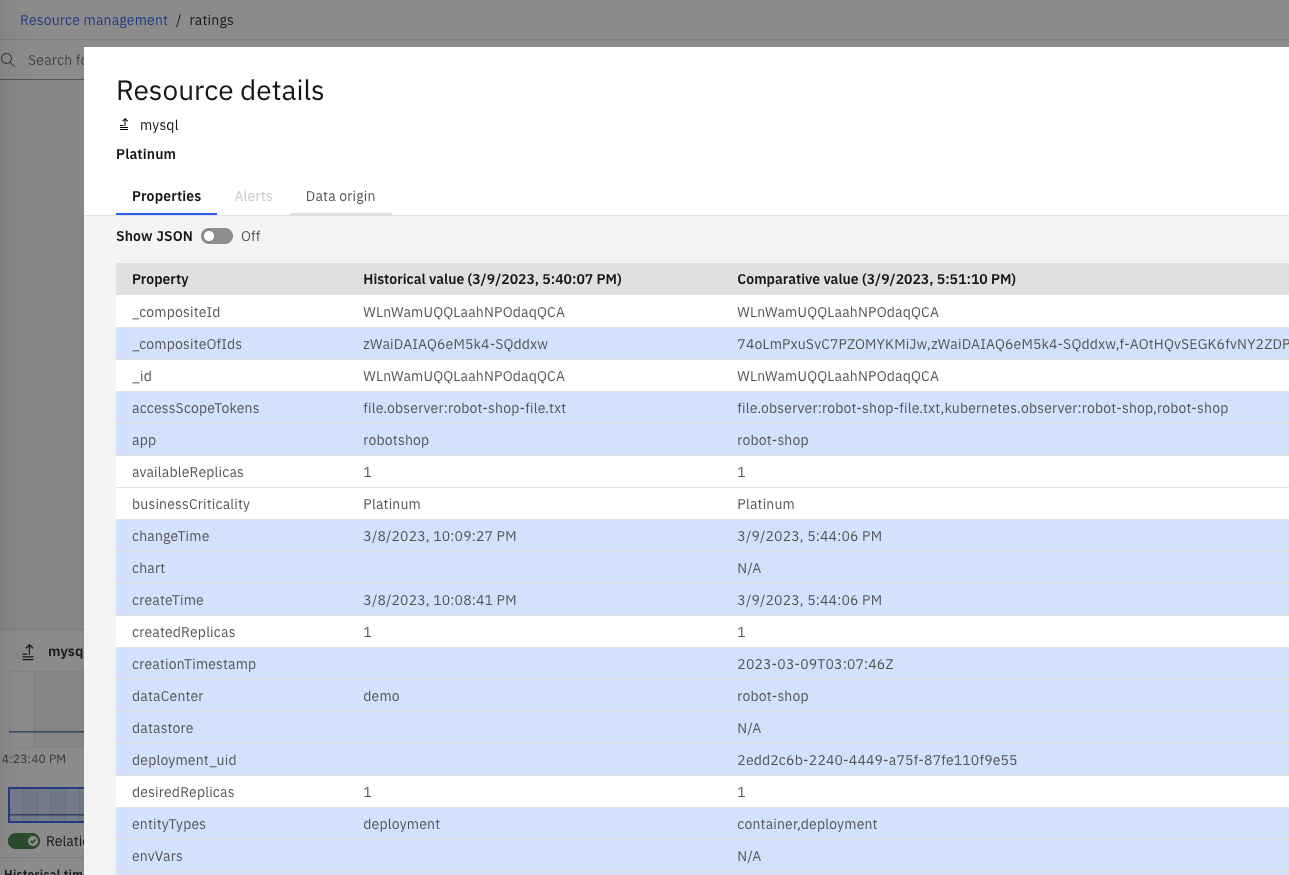 Resource management / ratings
Search fo
Resource details
mysql
Platinum
Properties Alerts Data origin
Show JSON Off
Property Historical value (3/9/2023, 5:40:07 PM) Comparative value (3/9/2023, 5:51:10 PM)
_compositeId WLnWamUQQLaahNPOdaqQCA WLnWamUQQLaahNPOdaqQCA
_compositeOfIds zWaiDAIAQ6eM5k4-SQddxw 74oLmPxuSvC7PZOMYKMiJw,zWaiDAIAQ6eM5k4-SQddxw,f-AOtHQvSEGK6fvNY2ZDP
_id WLnWamUQQLaahNPOdaqQCA WLnWamUQQLaahNPOdaqQCA
accessScopeTokens file.observer:robot-shop-file.txt file.observer:robot-shop-file.txt,kubernetes.observer:robot-shop,robot-shop
app robotshop robot-shop
availableReplicas 1 1
businessCriticality Platinum Platinum
changeTime 3/8/2023, 10:09:27 PM 3/9/2023, 5:44:06 PM
chart N/A
createTime 3/8/2023, 10:08:41 PM 3/9/2023, 5:44:06 PM
createdReplicas 1 1
mysq
creationTimestamp 2023-03-09T03:07:46Z
dataCenter demo robot-shop
datastore N/A
4:23:40 PM
deployment_uid 2edd2c6b-2240-4449-a75f-87fe110f9e55
desiredReplicas 1 1
entityTypes deployment container,deployment
Relati
envVars N/A
Historical tim